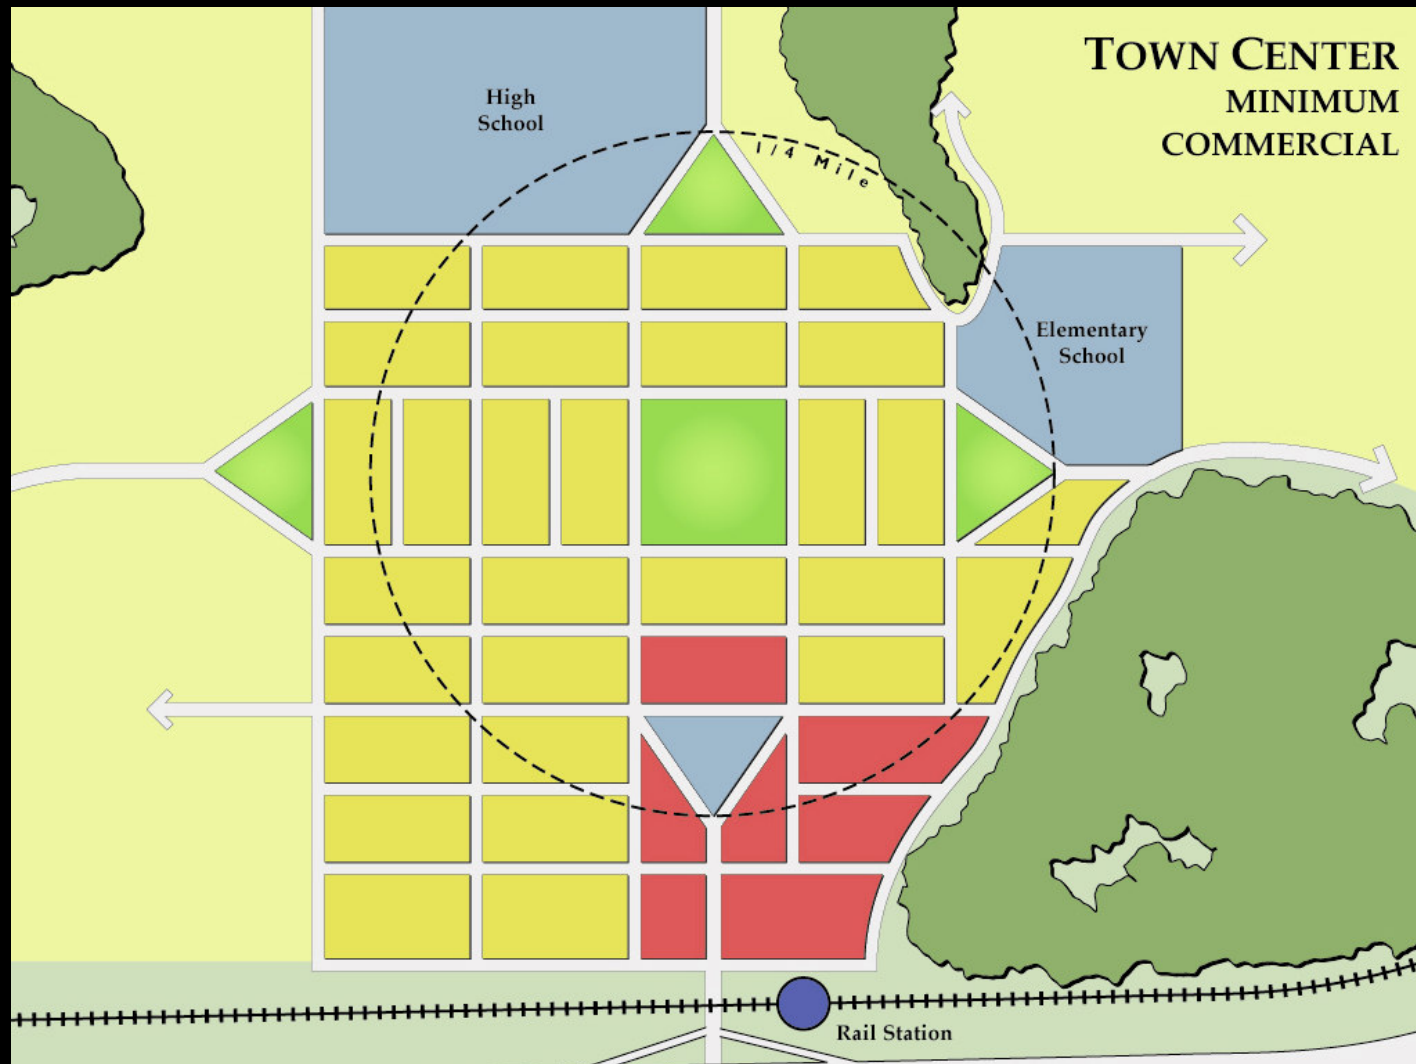 TOWN CENTER
MINIMUM
COMMERCIAL
High
School
1/4 Mile
Elementary
School
Rail Station